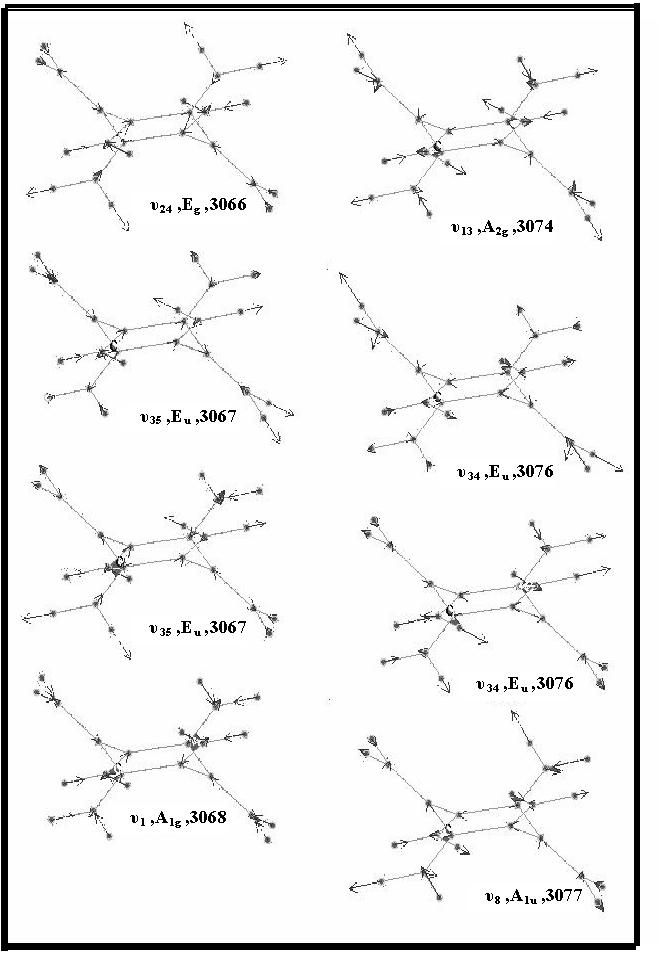 υ24 ,Eg ,3066
υ35 ,Eu ,3067
υ35 ,Eu ,3067
υ1 ,A1g ,3068
υ13 ,A2g ,3074
υ34 ,Eu ,3076
υ34 ,Eu ,3076
υ8 ,A1u ,3077